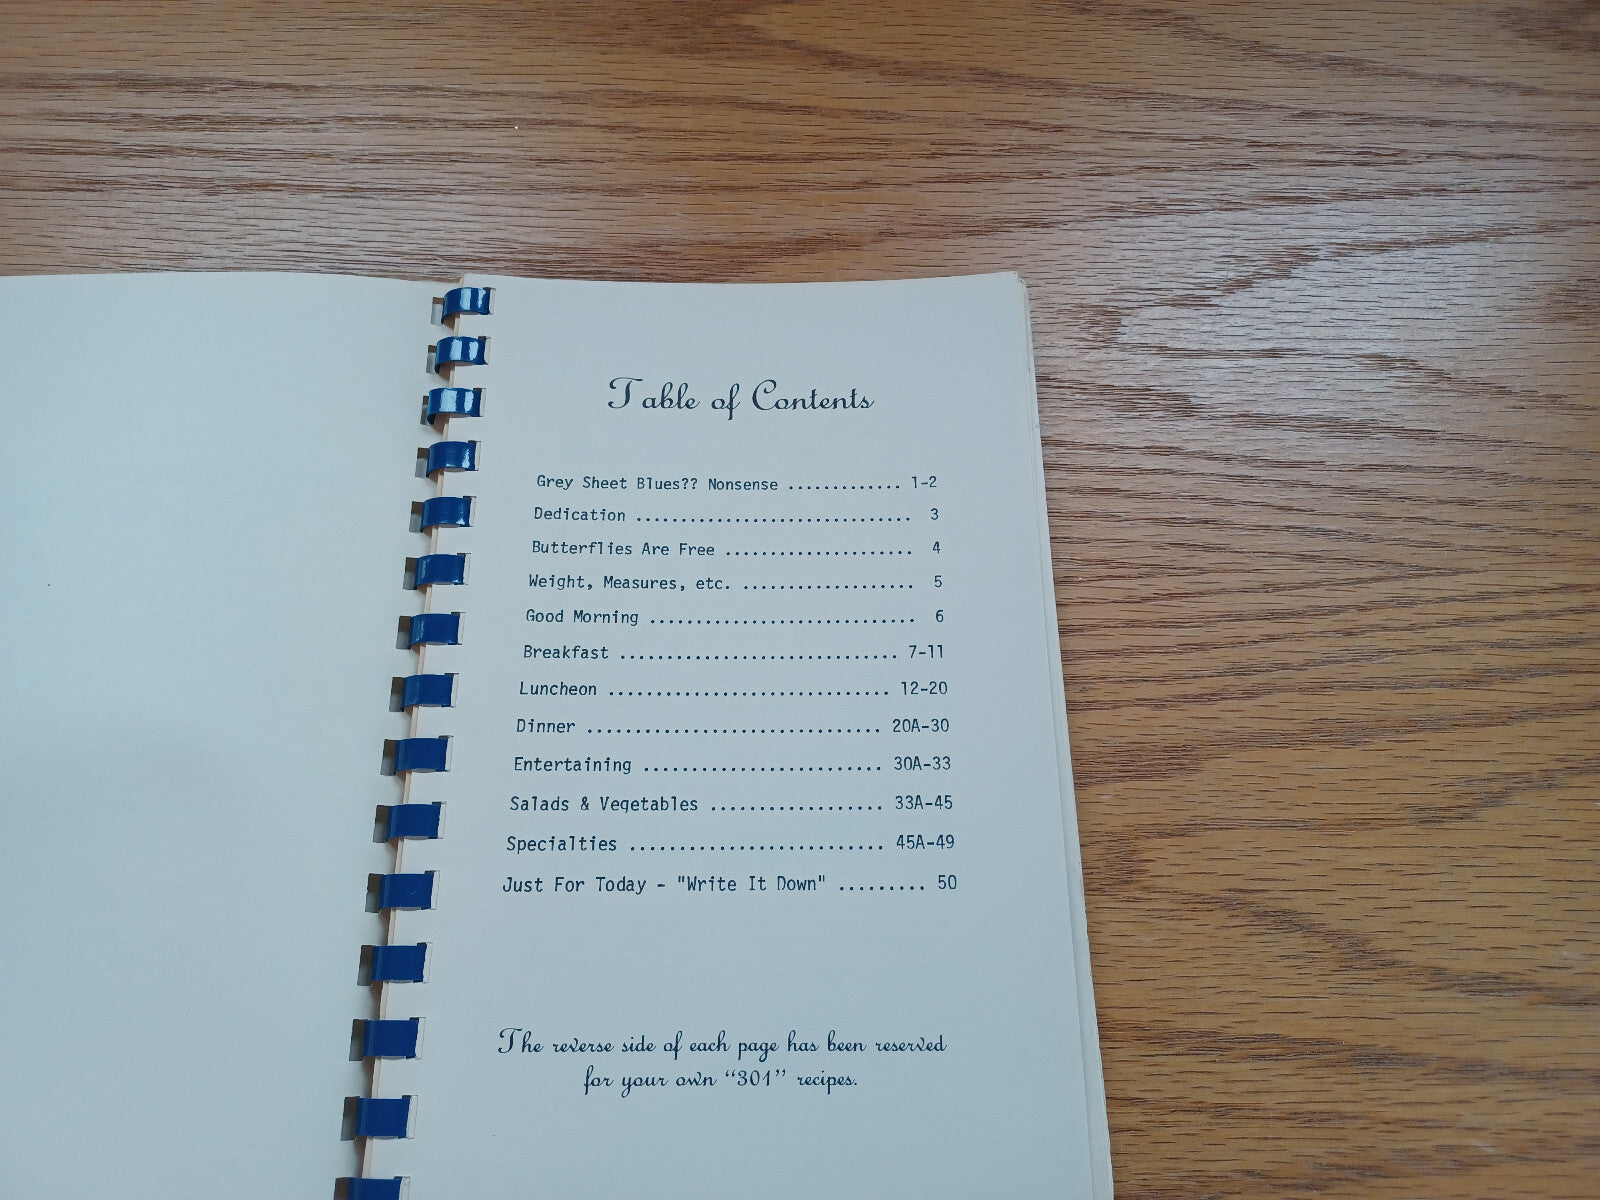 Table of Contents
Grey Sheet Blues?? Nonsense ............. 1-2
Dedication ............................... 3
Butterflies Are Free ..................... 4
Weight, Measures, etc. ................... 5
Good Morning ............................. 6
Breakfast .............................. 7-11
Luncheon .............................. 12-20
Dinner ................................ 20A-30
Entertaining .......................... 30A-33
Salads & Vegetables ................... 33A-45
Specialties ........................... 45A-49
Just For Today - "Write It Down" ......... 50
The reverse side of each page has been reserved
for your own “301” recipes.